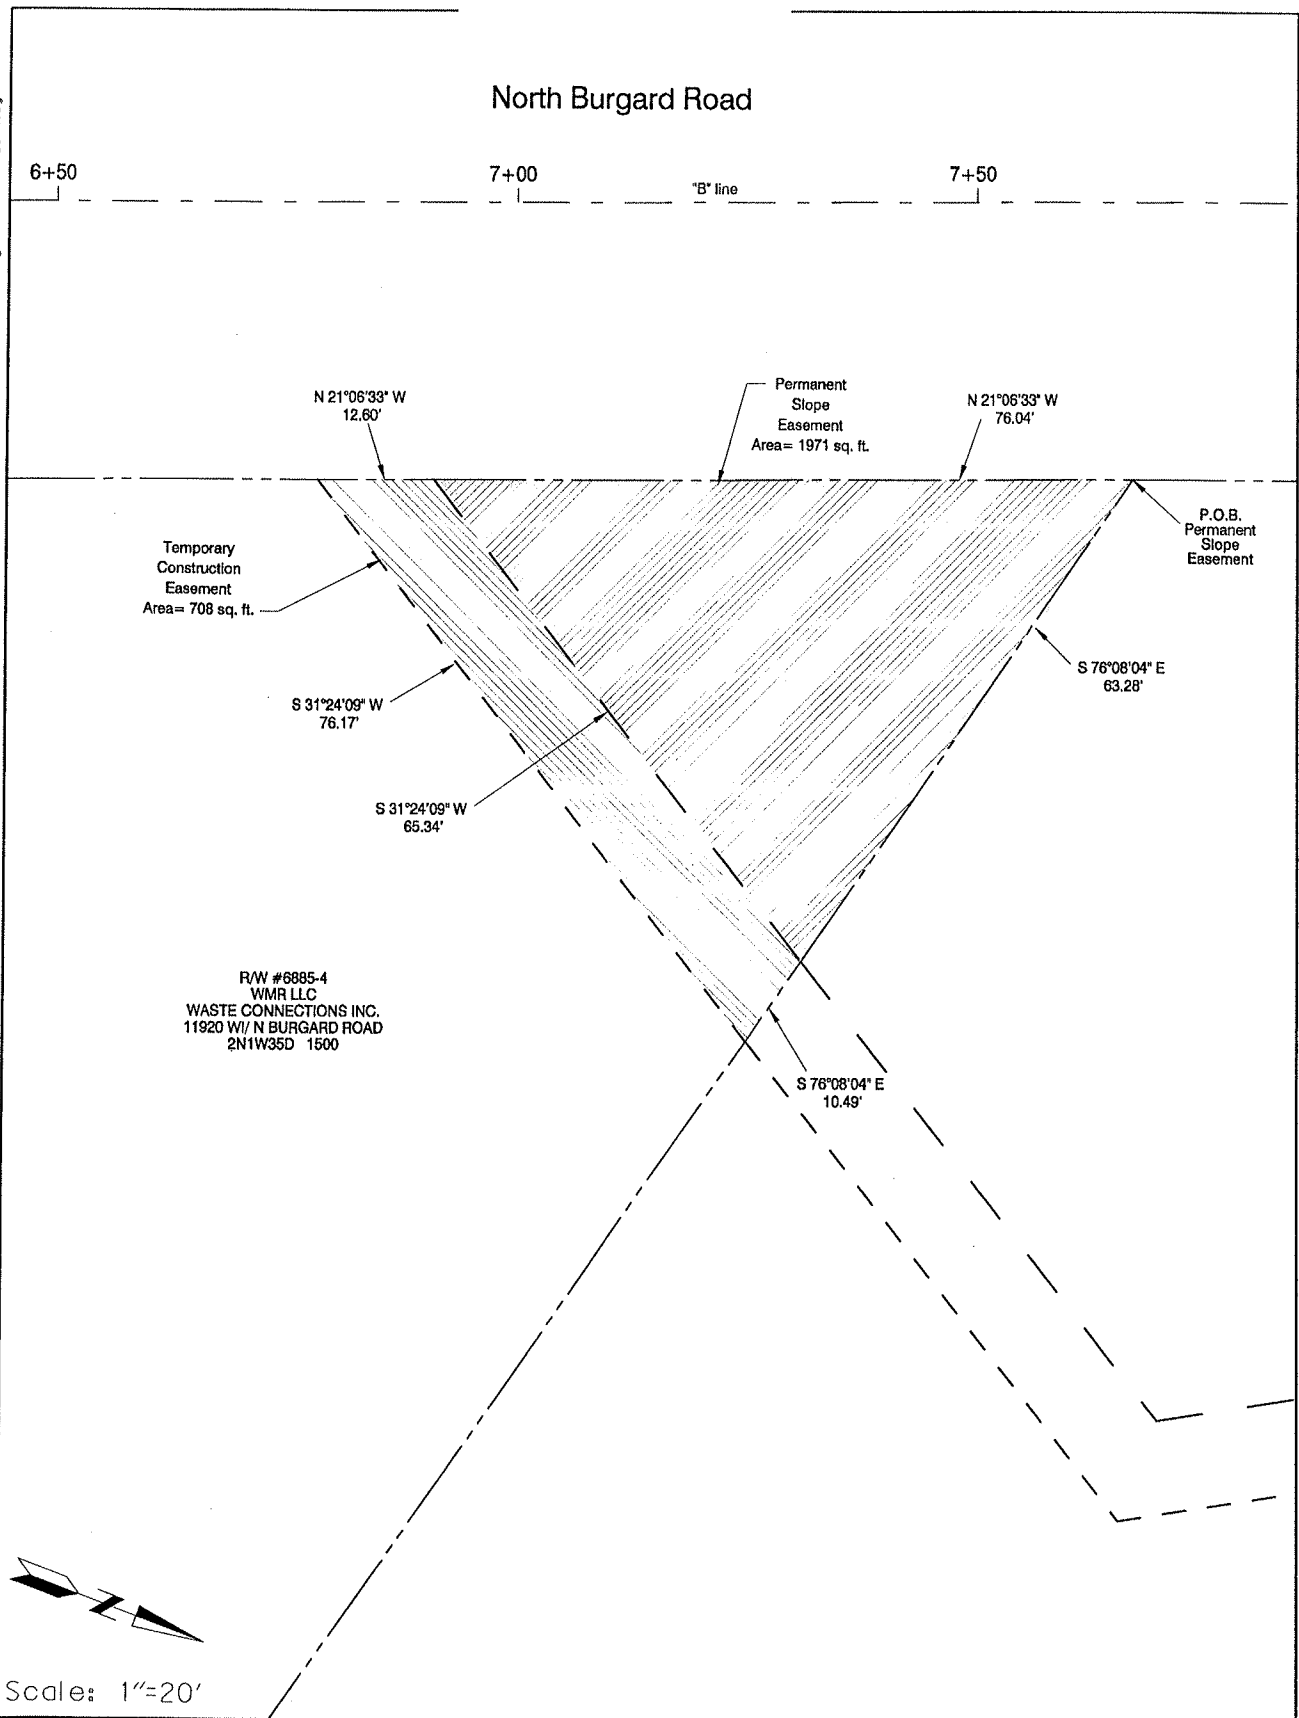 North Burgard Road
6+50
7+00
7+50
"B" line
N 21°06'33" W
12.60'
Permanent
Slope
Easement
Area= 1971 sq. ft.
N 21°06'33" W
76.04'
P.O.B.
Permanent
Slope
Easement
Temporary
Construction
Easement
Area= 708 sq. ft.
S 76°08'04" E
63.28'
S 31°24'09" W
76.17'
S 31°24'09" W
65.34'
R/W #6885-4
WMR LLC
WASTE CONNECTIONS INC.
11920 WI/ N BURGARD ROAD
2N1W35D 1500
S 76°08'04" E
10.49'
N
Scale: 1"=20'